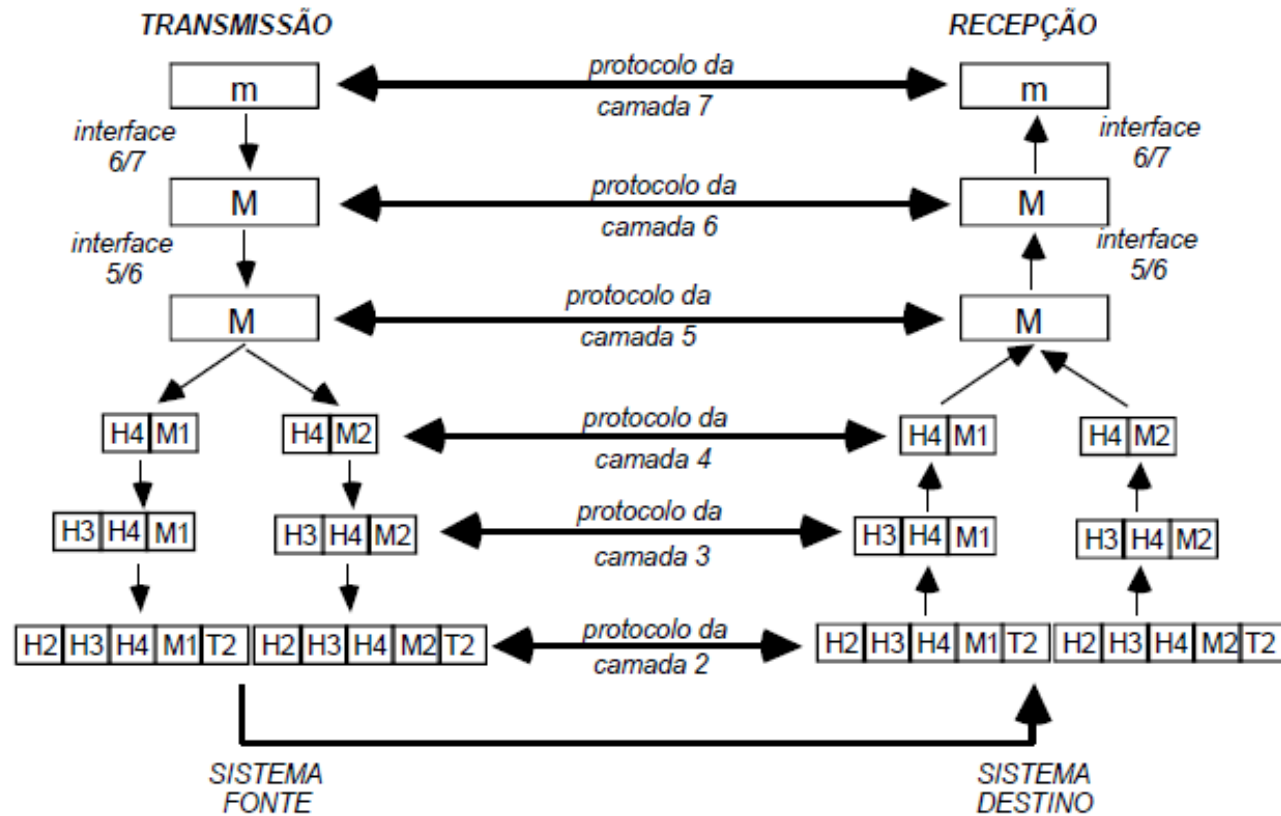 TRANSMISSÃO RECEPÇÃO
m protocolo da camada 7 m
interface 6/7 interface 6/7
M protocolo da camada 6 M
interface 5/6 interface 5/6
M protocolo da camada 5 M
H4 M1 H4 M2 protocolo da camada 4 H4 M1 H4 M2
H3 H4 M1 H3 H4 M2 protocolo da camada 3 H3 H4 M1 H3 H4 M2
H2 H3 H4 M1 T2 H2 H3 H4 M2 T2 protocolo da camada 2 H2 H3 H4 M1 T2 H2 H3 H4 M2 T2
SISTEMA FONTE SISTEMA DESTINO